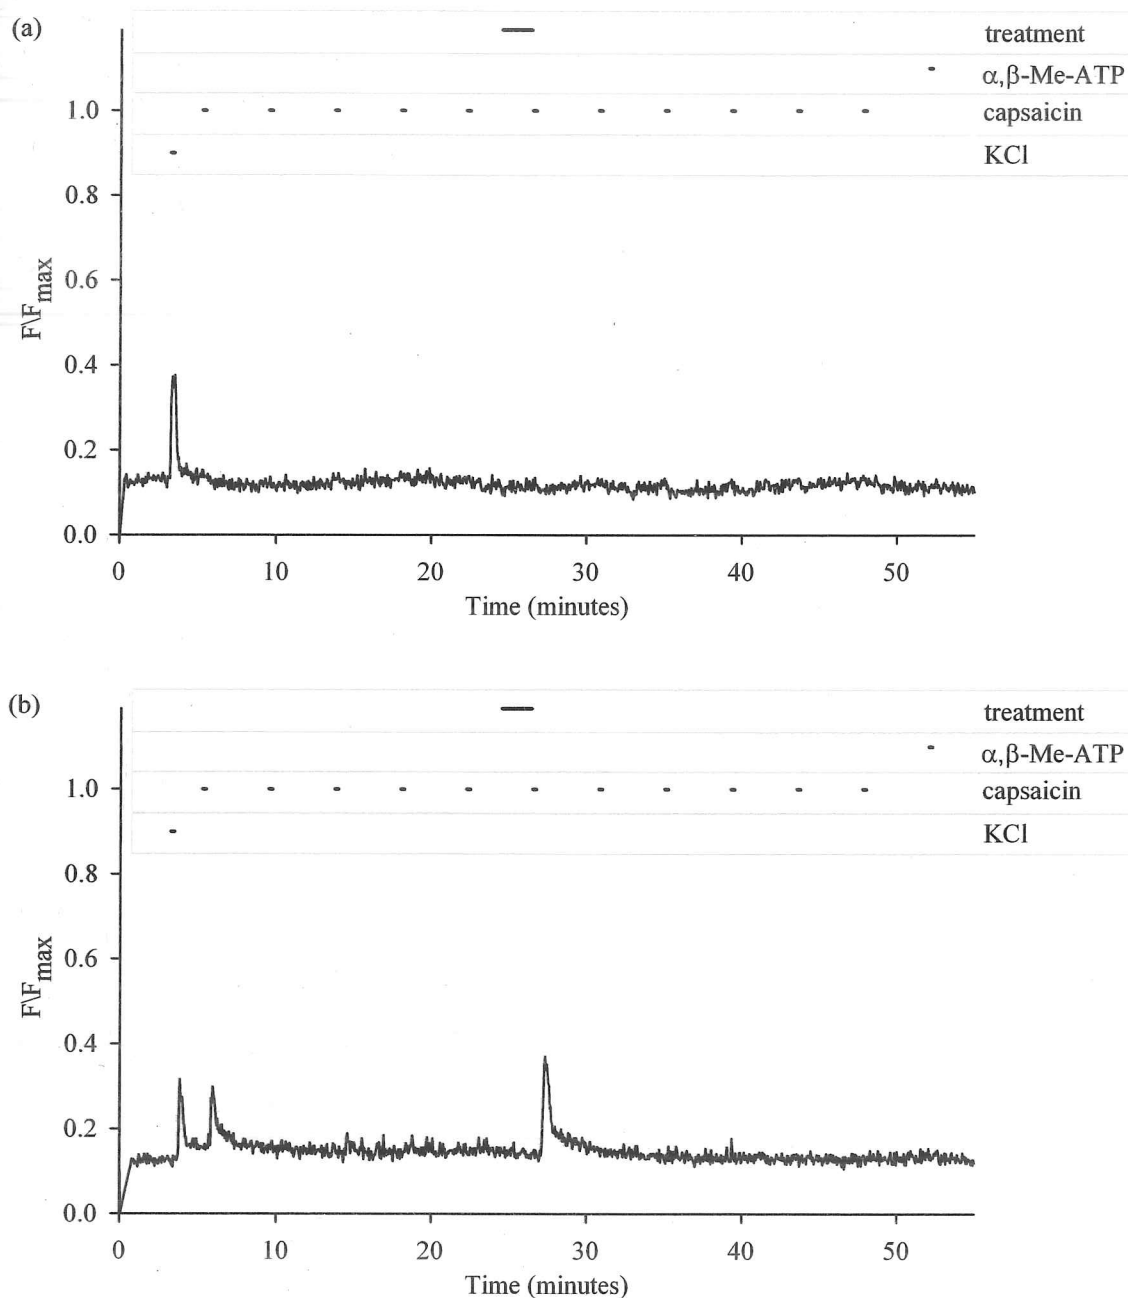 (a)
treatment
α,β-Me-ATP
capsaicin
KCl
1.0
0.8
0.6
0.4
0.2
0.0
F\Fmax
0 10 20 30 40 50
Time (minutes)
(b)
treatment
α,β-Me-ATP
capsaicin
KCl
1.0
0.8
0.6
0.4
0.2
0.0
F\Fmax
0 10 20 30 40 50
Time (minutes)